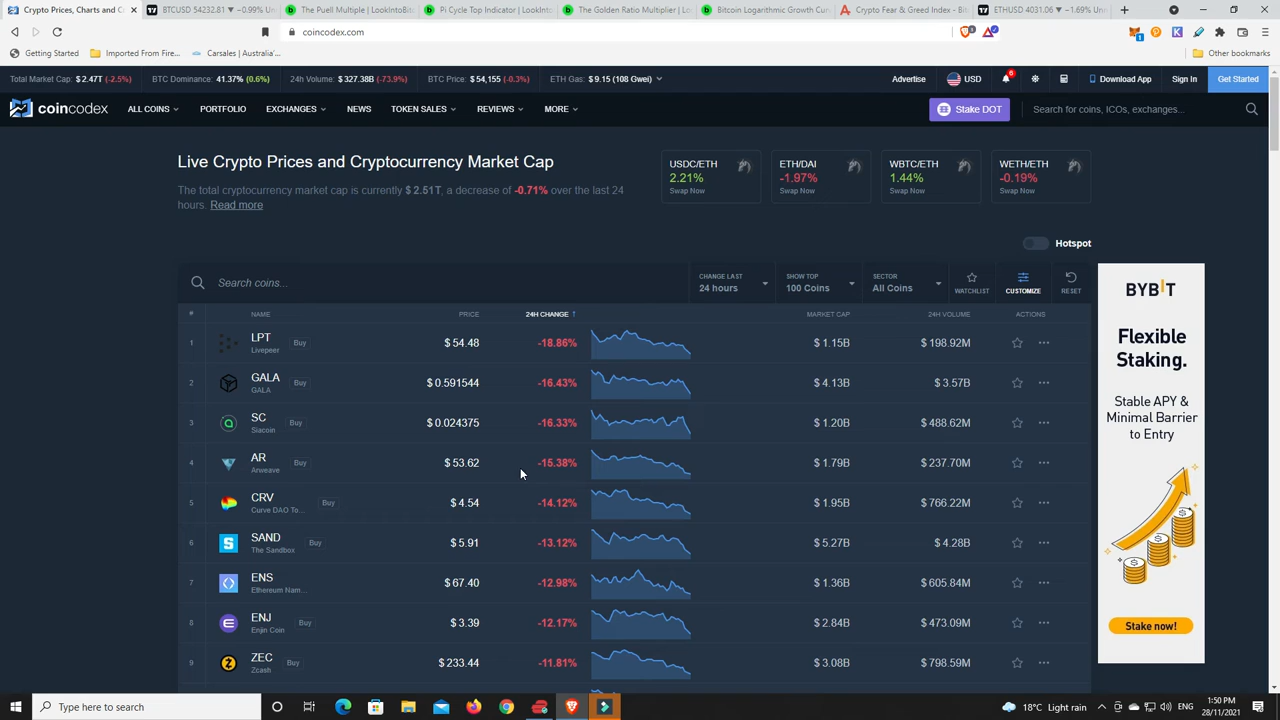 Crypto Prices, Charts and Cr
BTCUSD 54232.81 ▼ −0.99% Un
The Puell Multiple | LookIntoBit
Pi Cycle Top Indicator | LookInt
The Golden Ratio Multiplier | Lo
Bitcoin Logarithmic Growth Cur
Crypto Fear & Greed Index - Bit
ETHUSD 4031.06 ▼ −1.69% Un
coincodex.com
Getting Started
Imported From Fire...
Carsales | Australia'...
Other bookmarks
Total Market Cap: $ 2.47T (-2.5%)
BTC Dominance: 41.37% (0.6%)
24h Volume: $ 327.38B (-73.9%)
BTC Price: $ 54,155 (-0.3%)
ETH Gas: $ 9.15 (108 Gwei)
Advertise
USD
6
Download App
Sign In
Get Started
coincodex
ALL COINS
PORTFOLIO
EXCHANGES
NEWS
TOKEN SALES
REVIEWS
MORE
Stake DOT
Search for coins, ICOs, exchanges...
Live Crypto Prices and Cryptocurrency Market Cap
The total cryptocurrency market cap is currently $ 2.51T, a decrease of -0.71% over the last 24
hours. Read more
USDC/ETH
2.21%
Swap Now
ETH/DAI
-1.97%
Swap Now
WBTC/ETH
1.44%
Swap Now
WETH/ETH
-0.19%
Swap Now
Hotspot
Search coins...
CHANGE LAST
24 hours
SHOW TOP
100 Coins
SECTOR
All Coins
WATCHLIST
CUSTOMIZE
RESET
# NAME PRICE 24H CHANGE ↑ MARKET CAP 24H VOLUME ACTIONS
1 LPT Buy $ 54.48 -18.86% $ 1.15B $ 198.92M
Livepeer
2 GALA Buy $ 0.591544 -16.43% $ 4.13B $ 3.57B
GALA
3 SC Buy $ 0.024375 -16.33% $ 1.20B $ 488.62M
Siacoin
4 AR Buy $ 53.62 -15.38% $ 1.79B $ 237.70M
Arweave
5 CRV Buy $ 4.54 -14.12% $ 1.95B $ 766.22M
Curve DAO To...
6 SAND Buy $ 5.91 -13.12% $ 5.27B $ 4.28B
The Sandbox
7 ENS Buy $ 67.40 -12.98% $ 1.36B $ 605.84M
Ethereum Nam...
8 ENJ Buy $ 3.39 -12.17% $ 2.84B $ 473.09M
Enjin Coin
9 ZEC Buy $ 233.44 -11.81% $ 3.08B $ 798.59M
Zcash
BYBIT
Flexible
Staking.
Stable APY &
Minimal Barrier
to Entry
Stake now!
Type here to search
18°C Light rain
ENG
1:50 PM
28/11/2021